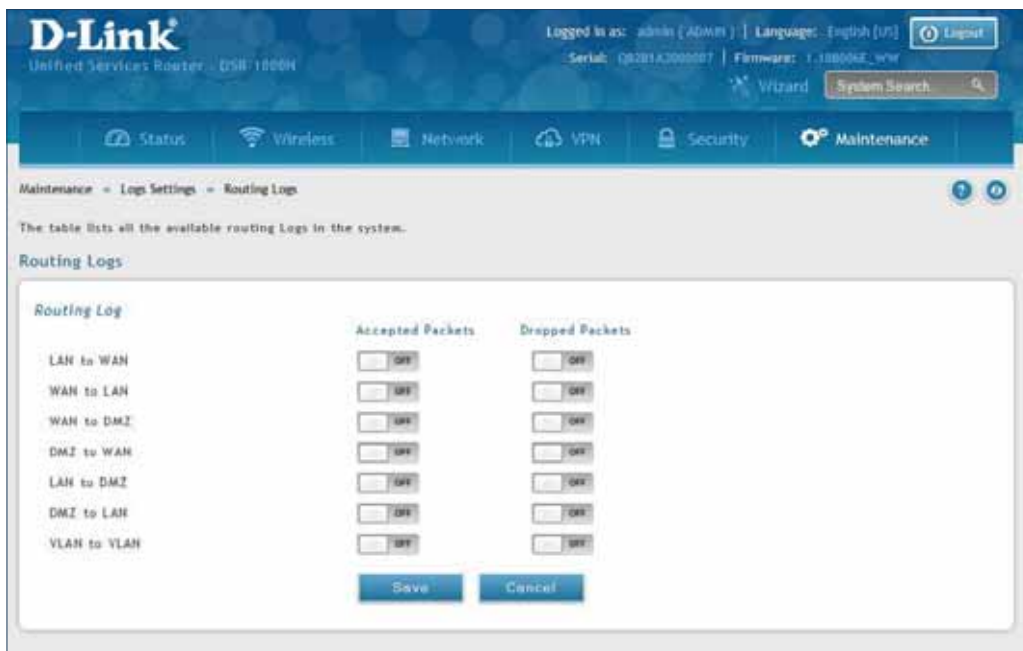 D-Link
Unified Services Router - DSR-1000N
Logged in as: admin ( ADMIN ) | Language: English [US]
Logout
Serial: | Firmware:
Wizard
System Search
Status
Wireless
Network
VPN
Security
Maintenance
Maintenance » Logs Settings » Routing Logs
The table lists all the available routing Logs in the system.
Routing Logs
Routing Log
Accepted Packets Dropped Packets
LAN to WAN OFF OFF
WAN to LAN OFF OFF
WAN to DMZ OFF OFF
DMZ to WAN OFF OFF
LAN to DMZ OFF OFF
DMZ to LAN OFF OFF
VLAN to VLAN OFF OFF
Save Cancel